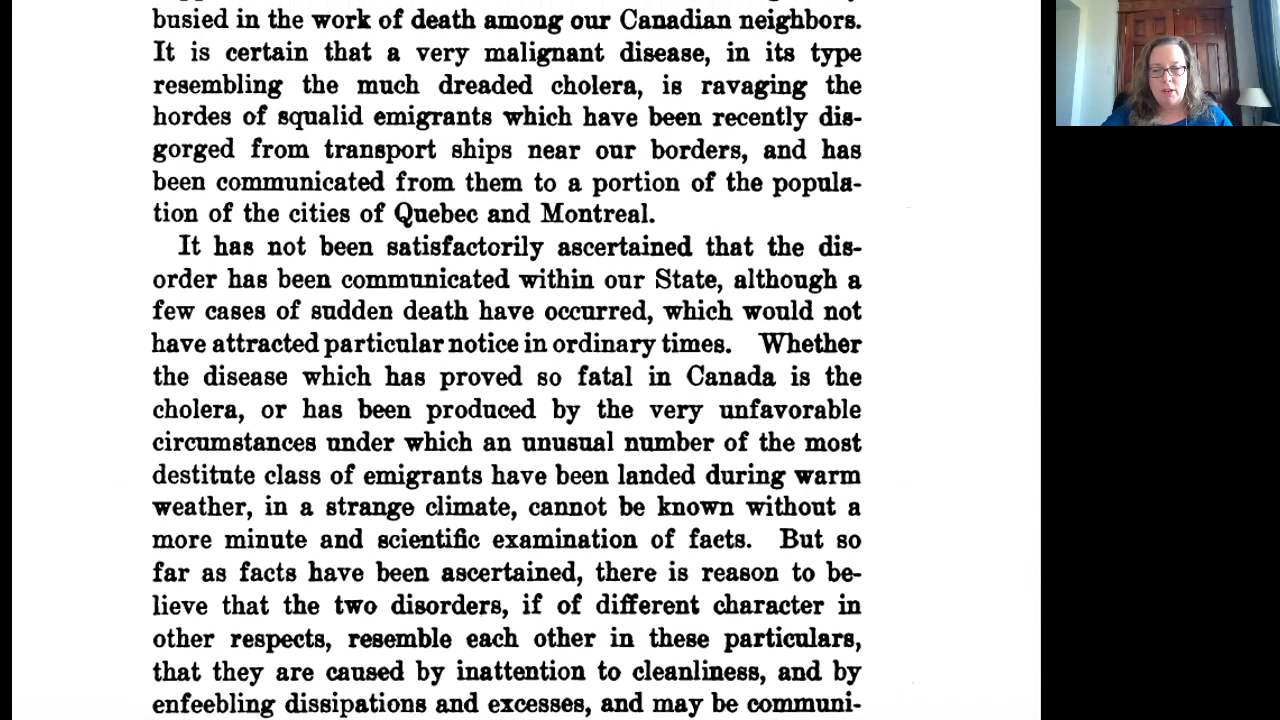 busied in the work of death among our Canadian neighbors.
It is certain that a very malignant disease, in its type
resembling the much dreaded cholera, is ravaging the
hordes of squalid emigrants which have been recently dis-
gorged from transport ships near our borders, and has
been communicated from them to a portion of the popula-
tion of the cities of Quebec and Montreal.
It has not been satisfactorily ascertained that the dis-
order has been communicated within our State, although a
few cases of sudden death have occurred, which would not
have attracted particular notice in ordinary times. Whether
the disease which has proved so fatal in Canada is the
cholera, or has been produced by the very unfavorable
circumstances under which an unusual number of the most
destitute class of emigrants have been landed during warm
weather, in a strange climate, cannot be known without a
more minute and scientific examination of facts. But so
far as facts have been ascertained, there is reason to be-
lieve that the two disorders, if of different character in
other respects, resemble each other in these particulars,
that they are caused by inattention to cleanliness, and by
enfeebling dissipations and excesses, and may be communi-